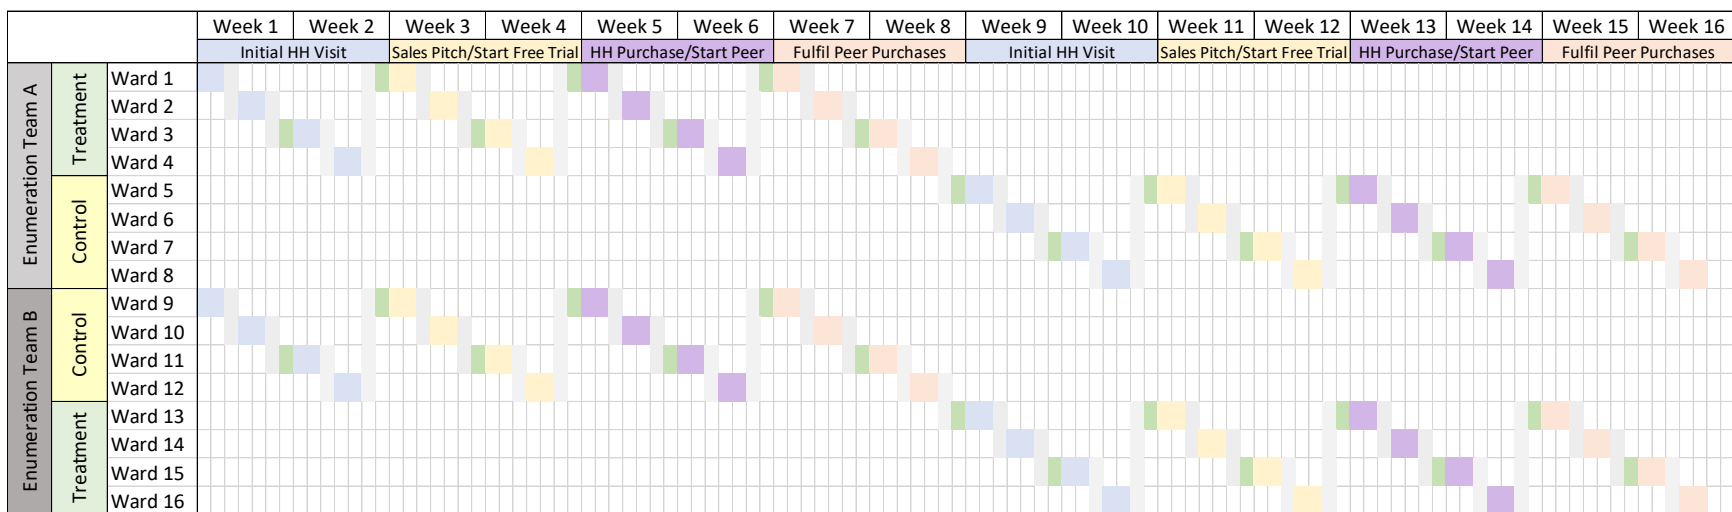 Week 1 Week 2 Week 3 Week 4 Week 5 Week 6 Week 7 Week 8 Week 9 Week 10 Week 11 Week 12 Week 13 Week 14 Week 15 Week 16
Initial HH Visit Sales Pitch/Start Free Trial HH Purchase/Start Peer Fulfil Peer Purchases Initial HH Visit Sales Pitch/Start Free Trial HH Purchase/Start Peer Fulfil Peer Purchases
Enumeration Team A
Treatment
Ward 1
Ward 2
Ward 3
Ward 4
Control
Ward 5
Ward 6
Ward 7
Ward 8
Enumeration Team B
Control
Ward 9
Ward 10
Ward 11
Ward 12
Treatment
Ward 13
Ward 14
Ward 15
Ward 16